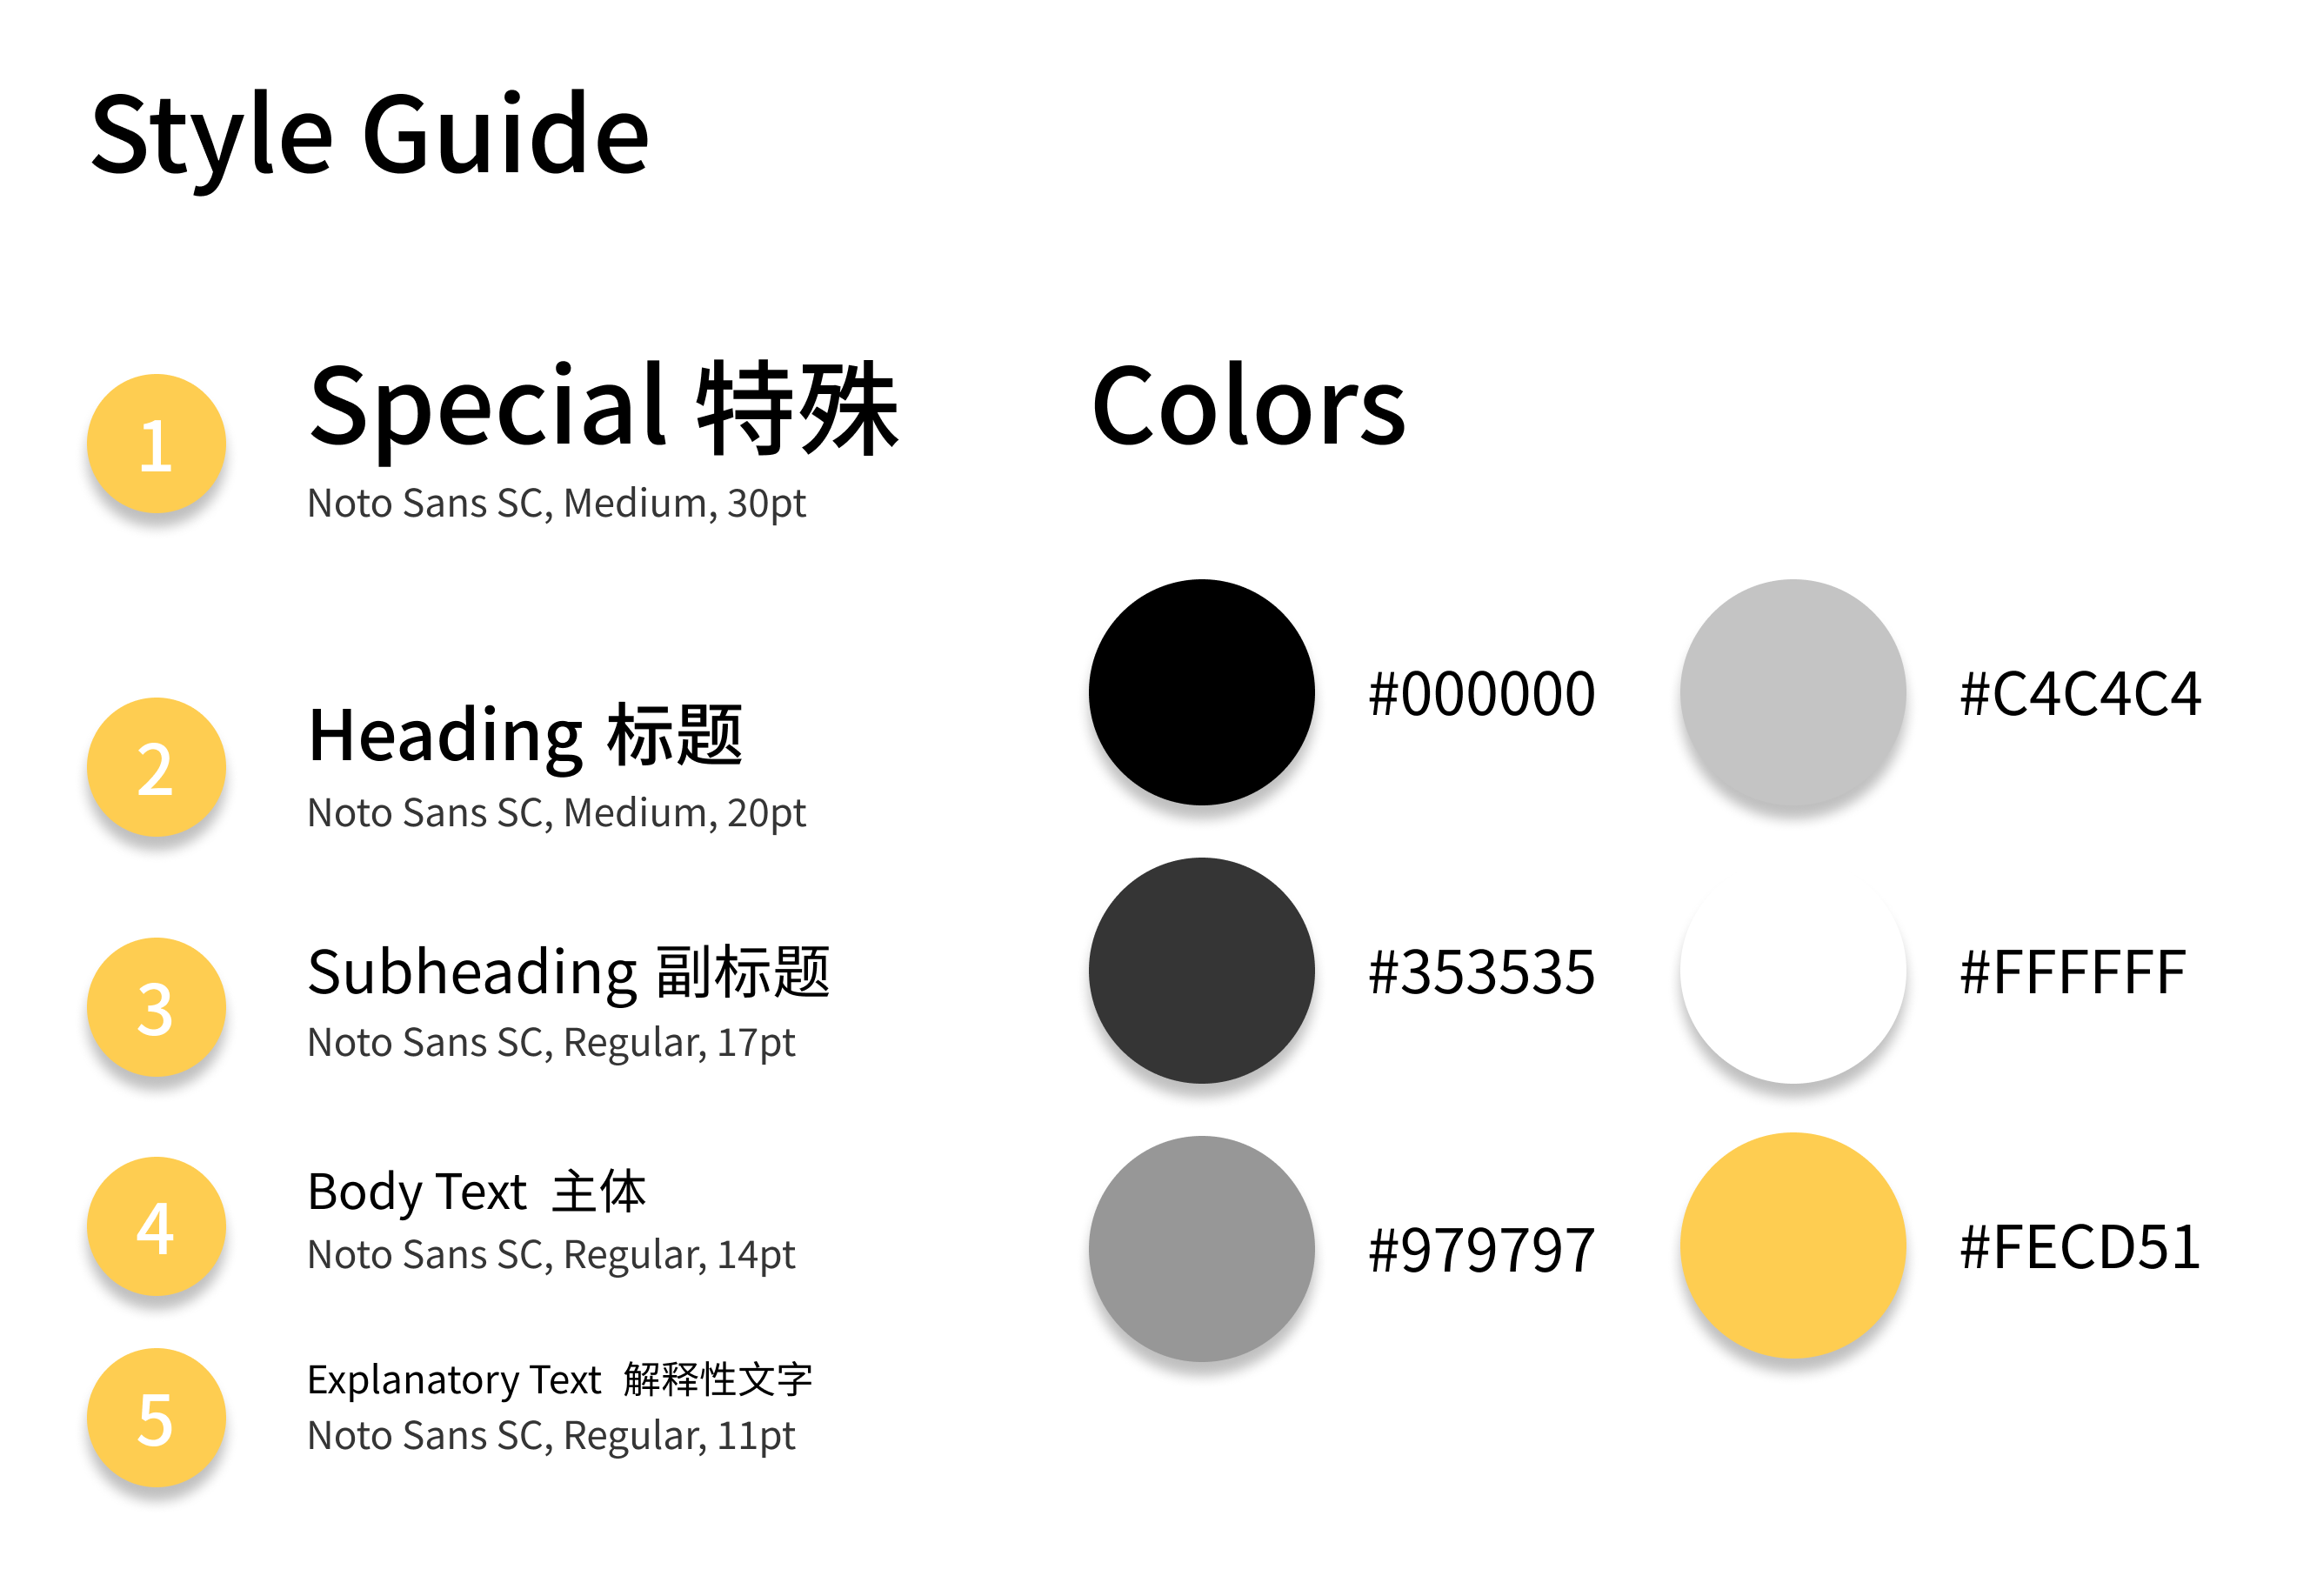 Style Guide
1
Special 特殊
Noto Sans SC, Medium, 30pt
2
Heading 标题
Noto Sans SC, Medium, 20pt
3
Subheading 副标题
Noto Sans SC, Regular, 17pt
4
Body Text 主体
Noto Sans SC, Regular, 14pt
5
Explanatory Text 解释性文字
Noto Sans SC, Regular, 11pt
Colors
#000000
#C4C4C4
#353535
#FFFFFF
#979797
#FECD51